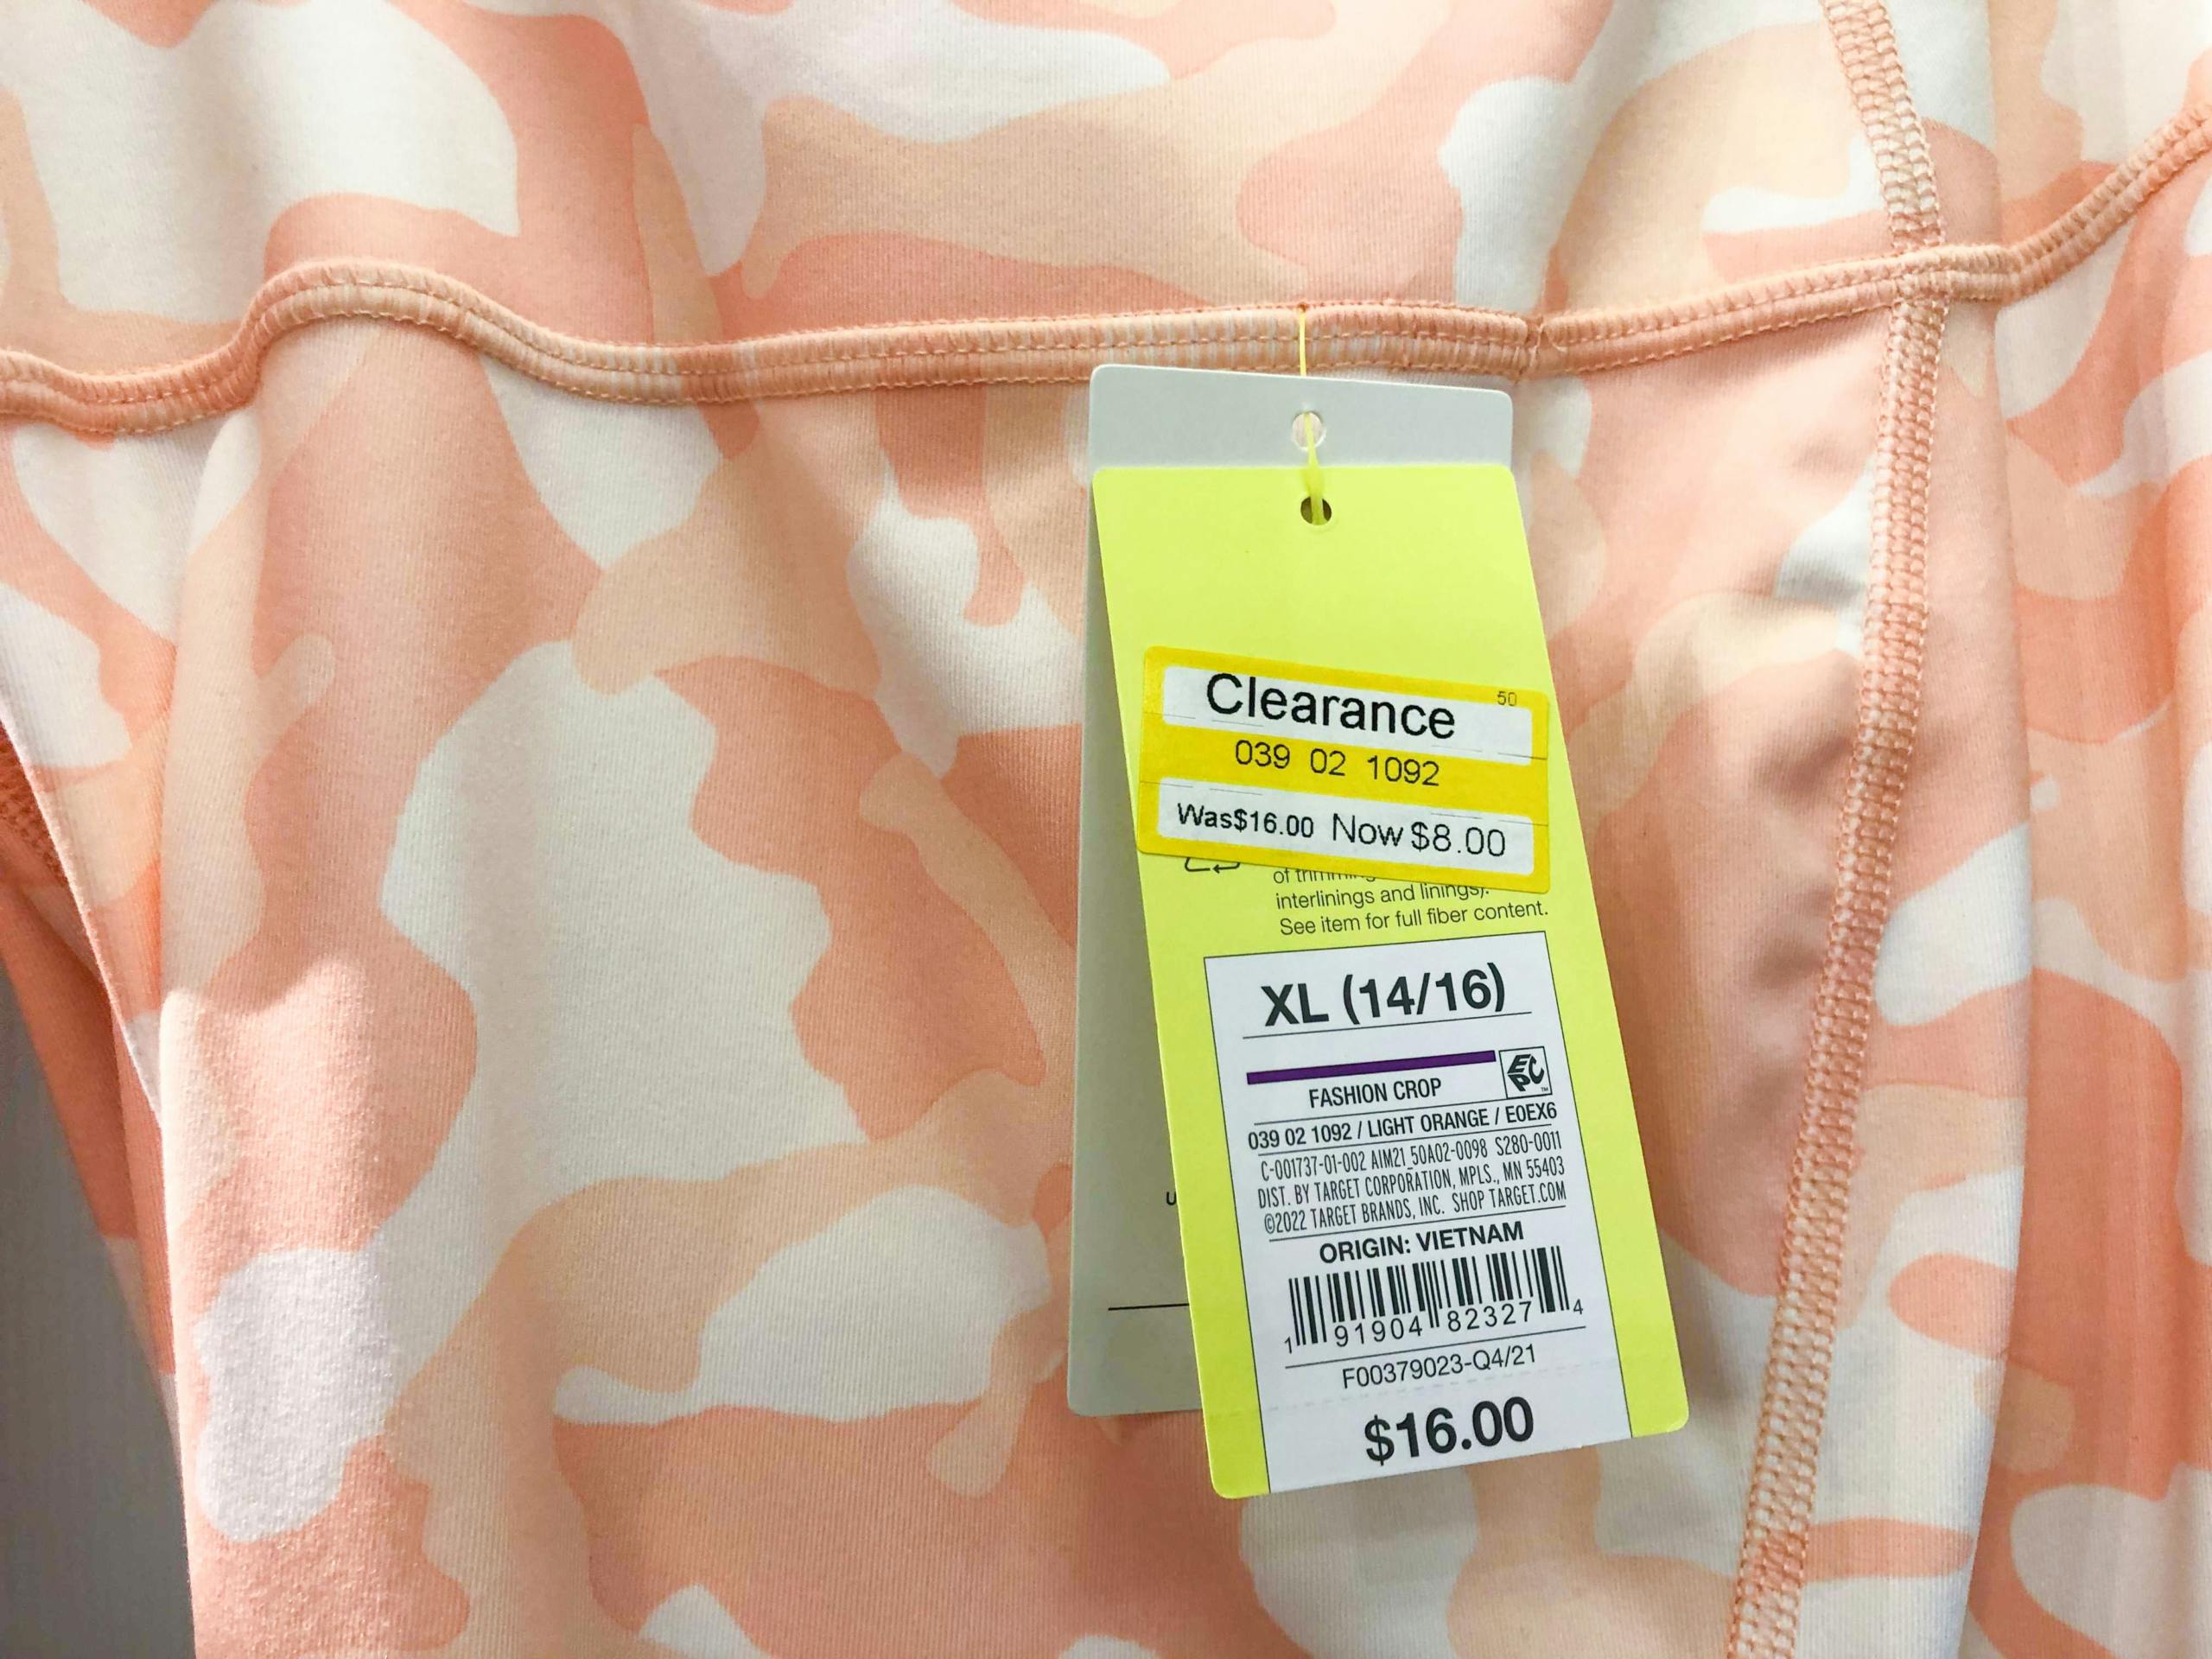 Clearance 50
039 02 1092
Was$16.00 Now $8.00
of
interlinings and linings).
See item for full fiber content.
XL (14/16)
EPC™
FASHION CROP
039 02 1092 / LIGHT ORANGE / E0EX6
C-001737-01-002 AIM21_50A02-0098 S280-0011
DIST. BY TARGET CORPORATION, MPLS., MN 55403
©2022 TARGET BRANDS, INC. SHOP TARGET.COM
ORIGIN: VIETNAM
1 91904 82327 4
F00379023-Q4/21
$16.00